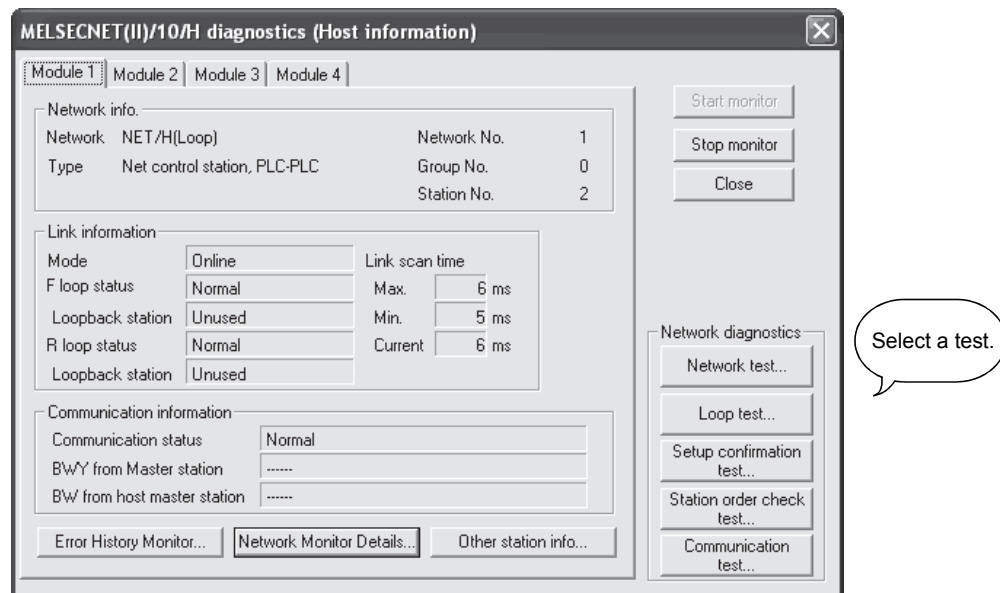 MELSECNET(II)/10/H diagnostics (Host information)
Module 1 Module 2 Module 3 Module 4
Network info.
Network NET/H(Loop) Network No. 1
Type Net control station, PLC-PLC Group No. 0
Station No. 2
Link information
Mode Online Link scan time
F loop status Normal Max. 6 ms
Loopback station Unused Min. 5 ms
R loop status Normal Current 6 ms
Loopback station Unused
Communication information
Communication status Normal
BWY from Master station ------
BW from host master station ------
Error History Monitor... Network Monitor Details... Other station info...
Start monitor
Stop monitor
Close
Network diagnostics
Network test...
Loop test...
Setup confirmation
test...
Station order check
test...
Communication
test...
Select a test.